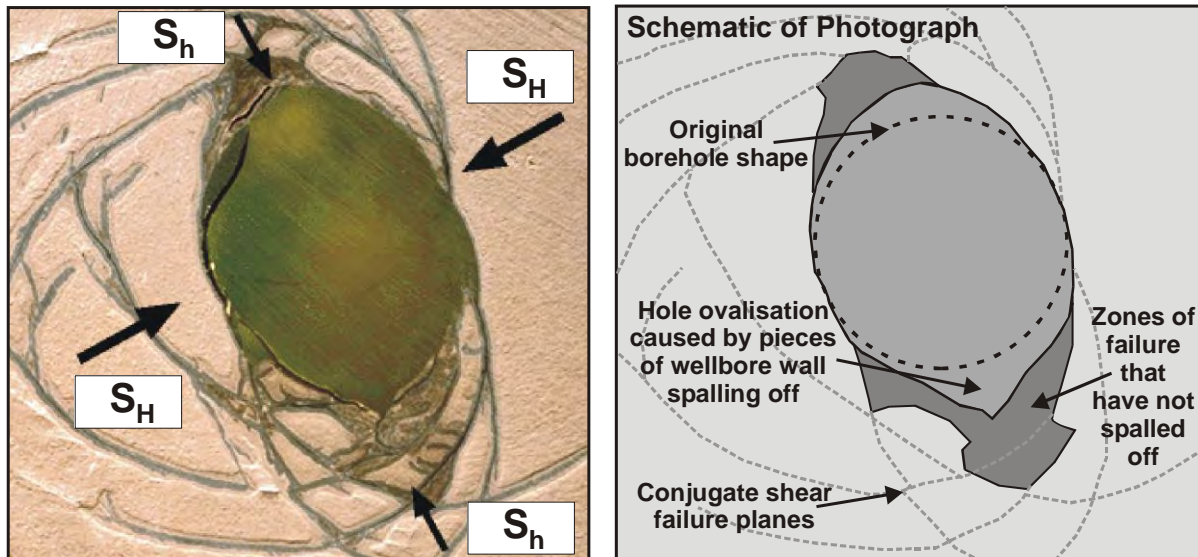 Sh
SH
SH
Sh
Schematic of Photograph
Original
borehole shape
Hole ovalisation
caused by pieces
of wellbore wall
spalling off
Zones of
failure
that
have not
spalled
off
Conjugate shear
failure planes